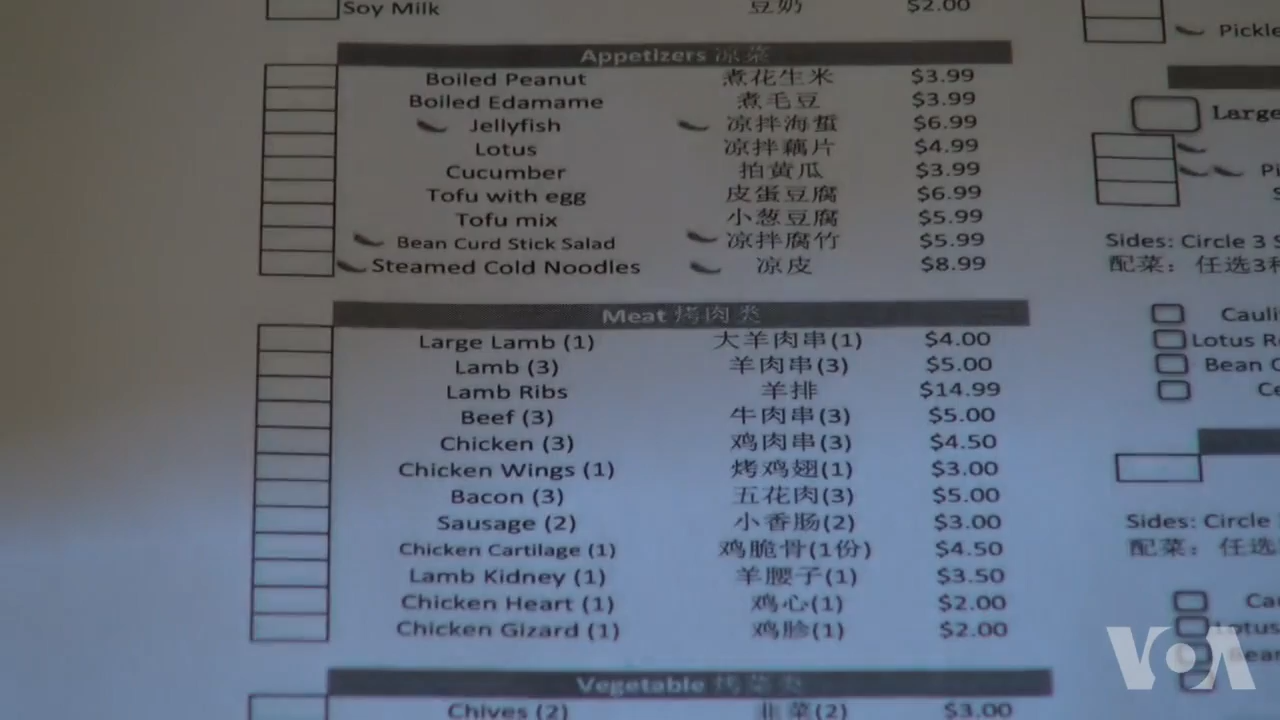 Soy Milk 豆奶 $2.00
Appetizers 凉菜
Boiled Peanut 煮花生米 $3.99
Boiled Edamame 煮毛豆 $3.99
Jellyfish 凉拌海蜇 $6.99
Lotus 凉拌藕片 $4.99
Cucumber 拍黄瓜 $3.99
Tofu with egg 皮蛋豆腐 $6.99
Tofu mix 小葱豆腐 $5.99
Bean Curd Stick Salad 凉拌腐竹 $5.99
Steamed Cold Noodles 凉皮 $8.99
Meat 烤肉类
Large Lamb (1) 大羊肉串(1) $4.00
Lamb (3) 羊肉串(3) $5.00
Lamb Ribs 羊排 $14.99
Beef (3) 牛肉串(3) $5.00
Chicken (3) 鸡肉串(3) $4.50
Chicken Wings (1) 烤鸡翅(1) $3.00
Bacon (3) 五花肉(3) $5.00
Sausage (2) 小香肠(2) $3.00
Chicken Cartilage (1) 鸡脆骨(1份) $4.50
Lamb Kidney (1) 羊腰子(1) $3.50
Chicken Heart (1) 鸡心(1) $2.00
Chicken Gizard (1) 鸡胗(1) $2.00
Vegetable 烤菜类
Chives (2) 韭菜(2) $3.00
Pickle
Large
Sides: Circle 3
配菜：任选3种
Cauli
Lotus R
Bean C
Ce
Sides: Circle
配菜：任选
Ca
Lotus
Bean
VOA